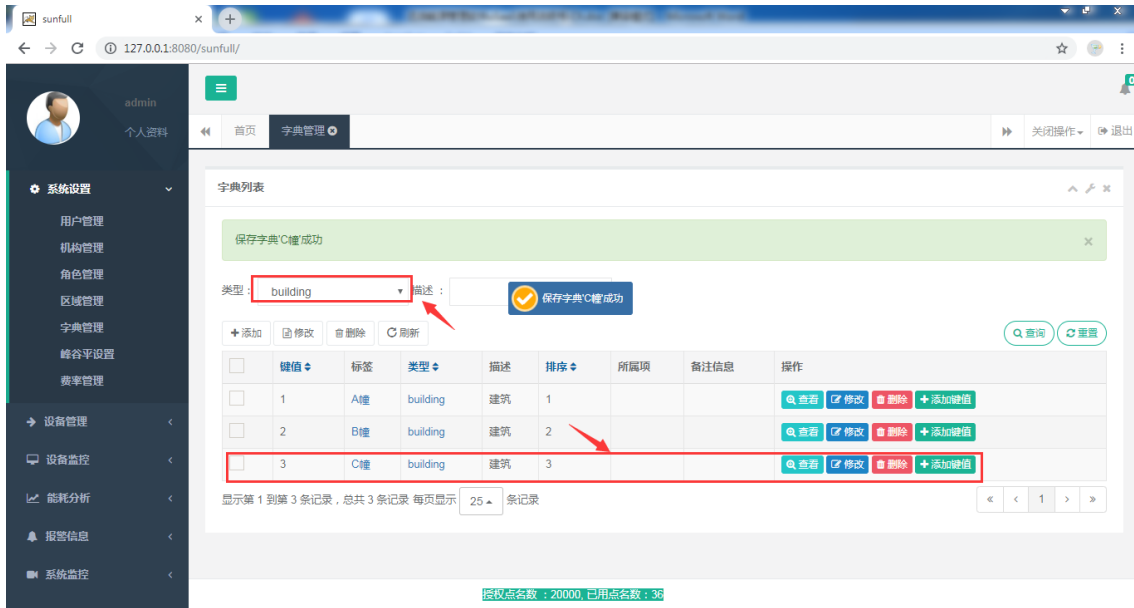 sunfull
127.0.0.1:8080/sunfull/
admin
个人资料
首页
字典管理
关闭操作
退出
0
系统设置
用户管理
机构管理
角色管理
区域管理
字典管理
峰谷平设置
费率管理
设备管理
设备监控
能耗分析
报警信息
系统监控
字典列表
保存字典'C幢'成功
类型： building 描述 ：
保存字典'C幢'成功
添加 修改 删除 刷新 查询 重置
键值 标签 类型 描述 排序 所属项 备注信息 操作
1 A幢 building 建筑 1 查看 修改 删除 添加键值
2 B幢 building 建筑 2 查看 修改 删除 添加键值
3 C幢 building 建筑 3 查看 修改 删除 添加键值
显示第 1 到第 3 条记录，总共 3 条记录 每页显示 25 条记录
« ‹ 1 › »
授权点名数 ：20000, 已用点名数：36